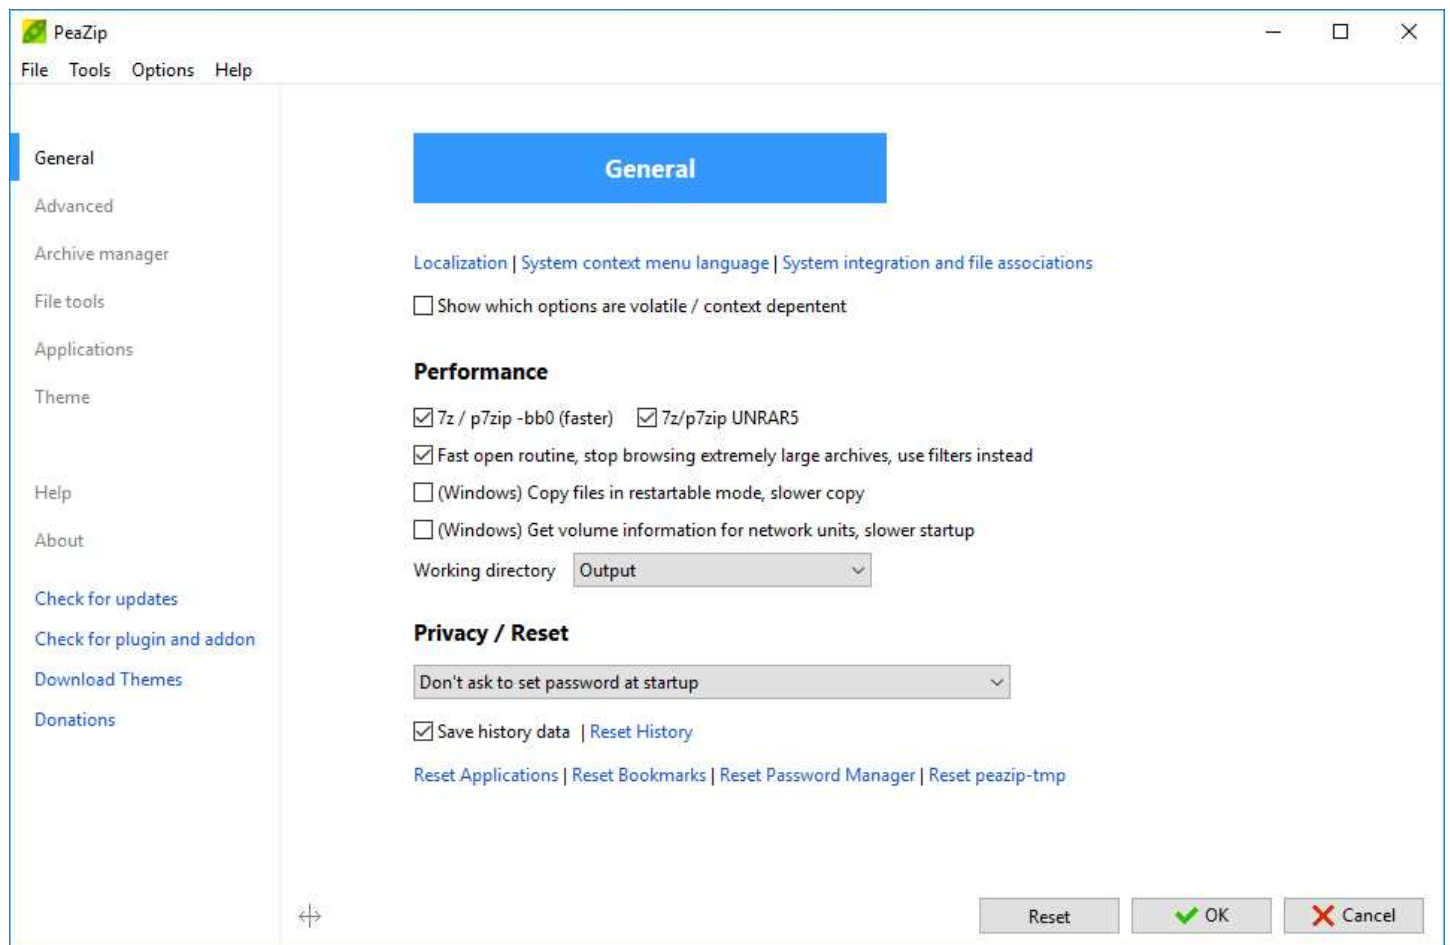 PeaZip
File Tools Options Help
General
Advanced
Archive manager
File tools
Applications
Theme
Help
About
Check for updates
Check for plugin and addon
Download Themes
Donations
General
Localization | System context menu language | System integration and file associations
Show which options are volatile / context depentent
Performance
7z / p7zip -bb0 (faster) 7z/p7zip UNRAR5
Fast open routine, stop browsing extremely large archives, use filters instead
(Windows) Copy files in restartable mode, slower copy
(Windows) Get volume information for network units, slower startup
Working directory Output
Privacy / Reset
Don't ask to set password at startup
Save history data | Reset History
Reset Applications | Reset Bookmarks | Reset Password Manager | Reset peazip-tmp
Reset OK Cancel